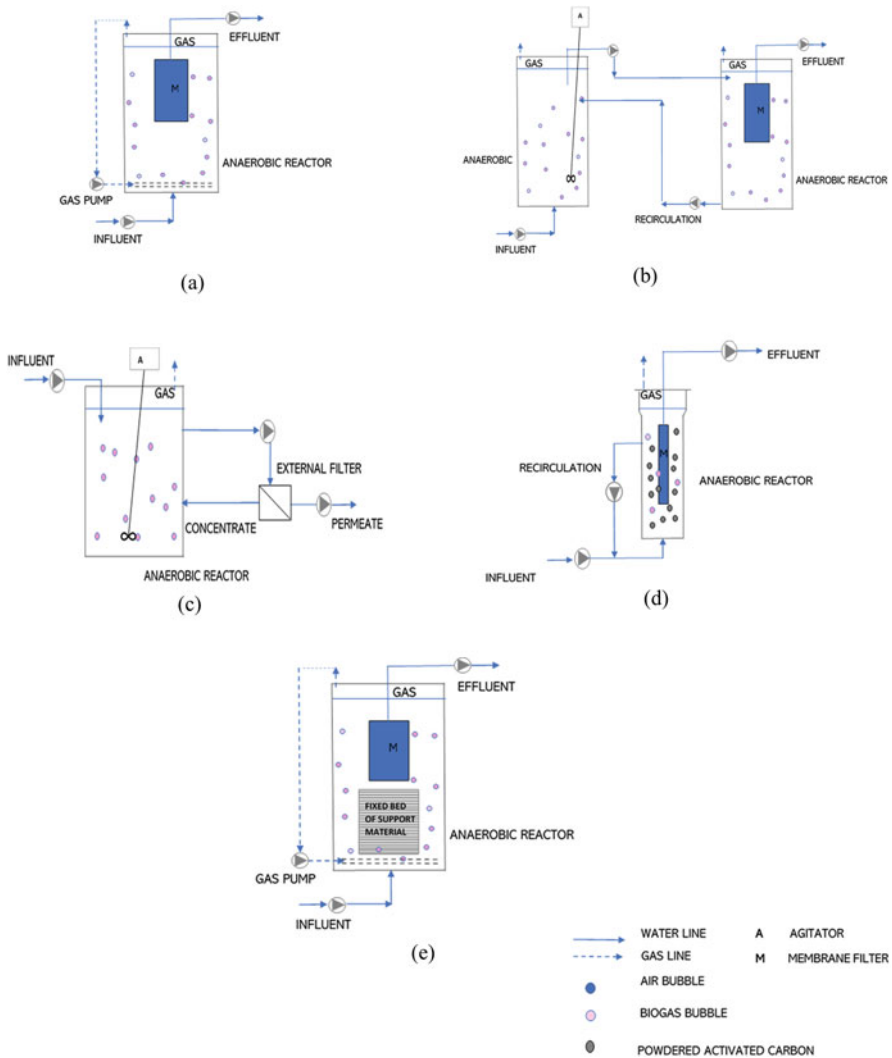 GAS
EFFLUENT
M
ANAEROBIC REACTOR
GAS PUMP
INFLUENT
(a)
A
GAS
GAS
EFFLUENT
M
ANAEROBIC
ANAEROBIC REACTOR
RECIRCULATION
INFLUENT
(b)
INFLUENT
A
GAS
EXTERNAL FILTER
CONCENTRATE
PERMEATE
ANAEROBIC REACTOR
(c)
EFFLUENT
GAS
M
RECIRCULATION
ANAEROBIC REACTOR
INFLUENT
(d)
GAS
EFFLUENT
M
FIXED BED
OF SUPPORT
MATERIAL
ANAEROBIC REACTOR
GAS PUMP
INFLUENT
(e)
WATER LINE
A AGITATOR
GAS LINE
M MEMBRANE FILTER
AIR BUBBLE
BIOGAS BUBBLE
POWDERED ACTIVATED CARBON